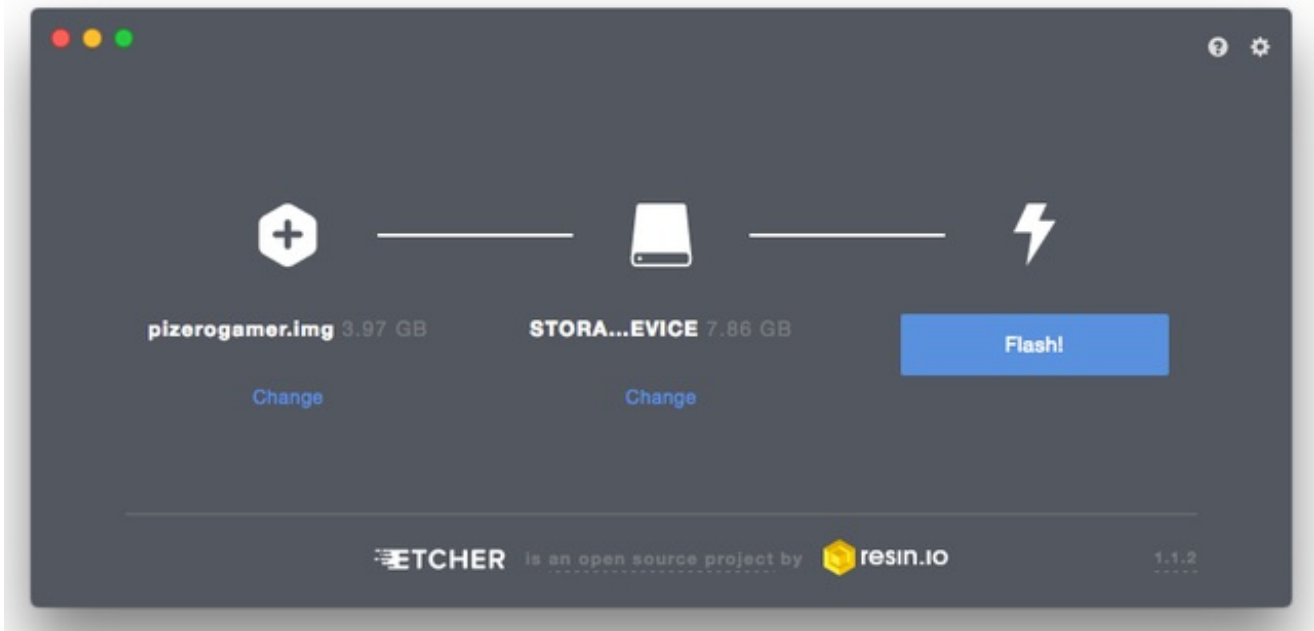 pizerogamer.img 3.97 GB
STORA...EVICE 7.86 GB
Flash!
Change
Change
ETCHER is an open source project by resin.io
1.1.2